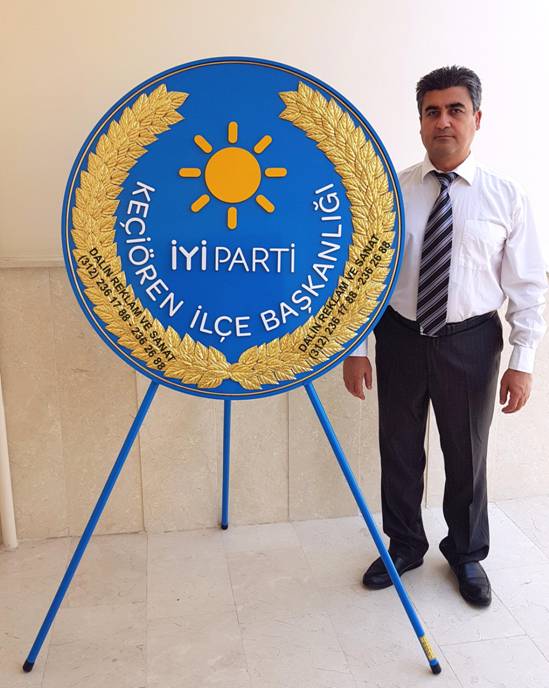 İYİ PARTİ
KEÇİÖREN İLÇE BAŞKANLIĞI
DALIN REKLAM VE SANAT
(312) 236 17 88 - 236 26 88
DALIN REKLAM VE SANAT
(312) 236 17 88 - 236 26 88